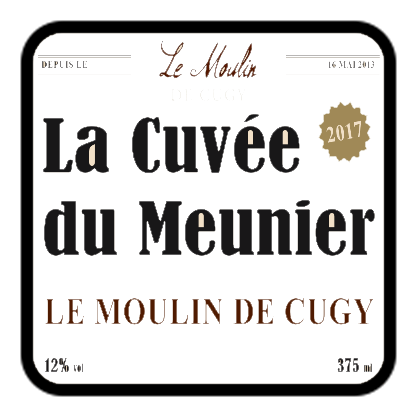 Le Moulin
DEPUIS LE
16 MAI 2013
DU CUGY
La Cuvée
2017
du Meunier
LE MOULIN DE CUGY
12% vol
375 ml